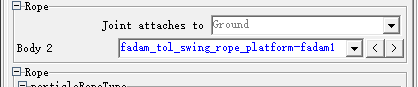 Rope
Joint attaches to Ground
Body 2 fadam_tol_swing_rope_platform-fadam1 < >
Rope
particleRopeType